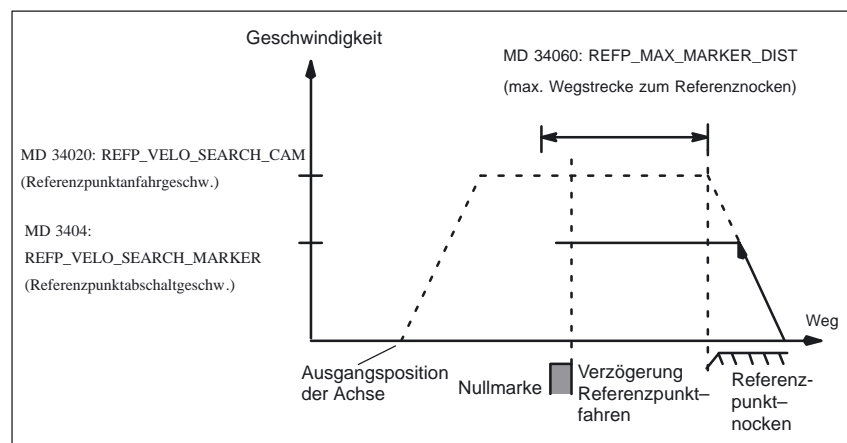 Geschwindigkeit
MD 34060: REFP_MAX_MARKER_DIST
(max. Wegstrecke zum Referenznocken)
MD 34020: REFP_VELO_SEARCH_CAM
(Referenzpunktanfahrgeschw.)
MD 3404:
REFP_VELO_SEARCH_MARKER
(Referenzpunktabschaltgeschw.)
Weg
Ausgangsposition
der Achse
Nullmarke
Verzögerung
Referenzpunkt–
fahren
Referenz-
punkt–
nocken